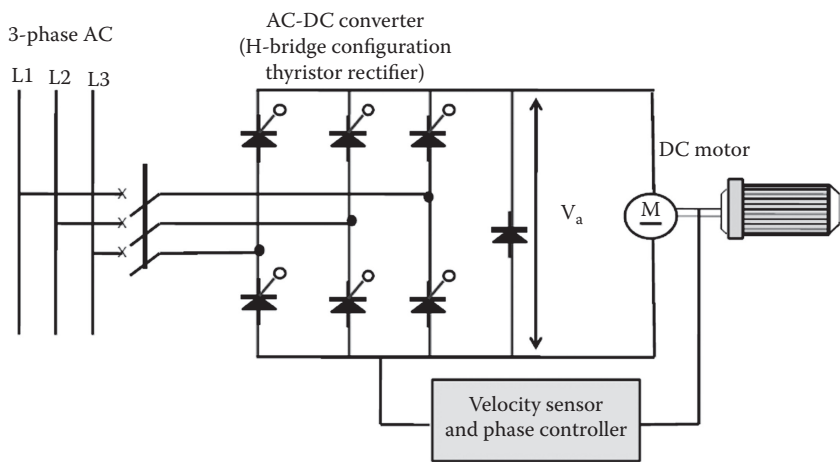 3-phase AC
L1 L2 L3
AC-DC converter
(H-bridge configuration
thyristor rectifier)
DC motor
Va
M
Velocity sensor
and phase controller